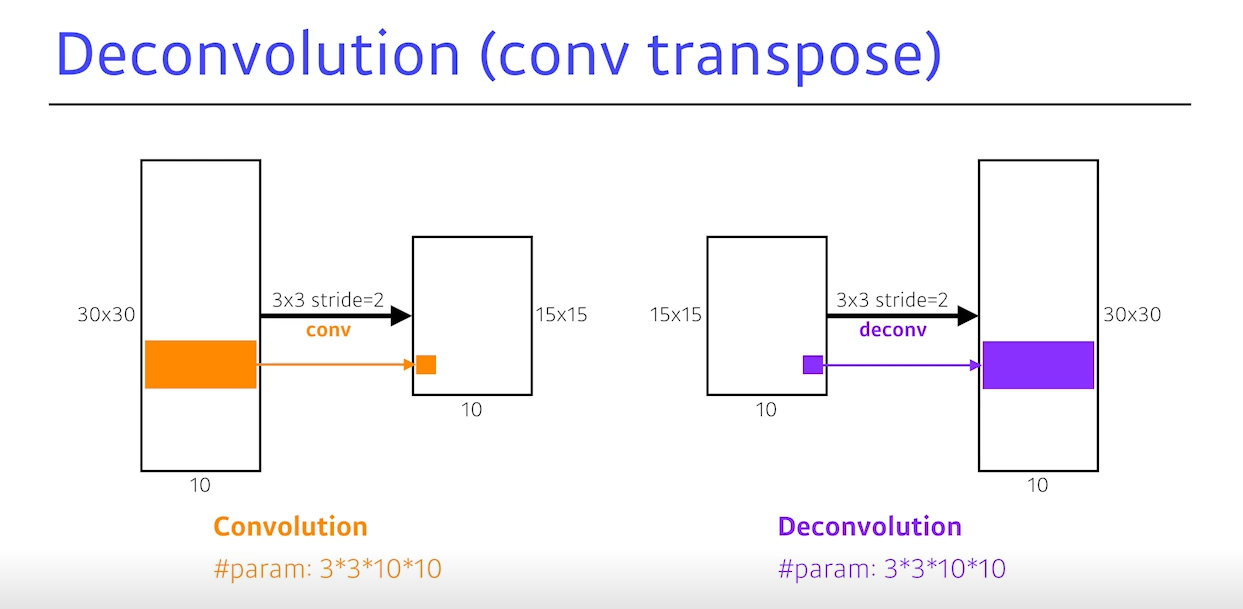 Deconvolution (conv transpose)
30x30
3x3 stride=2
conv
15x15
10
10
15x15
3x3 stride=2
deconv
30x30
10
10
Convolution
#param: 3*3*10*10
Deconvolution
#param: 3*3*10*10